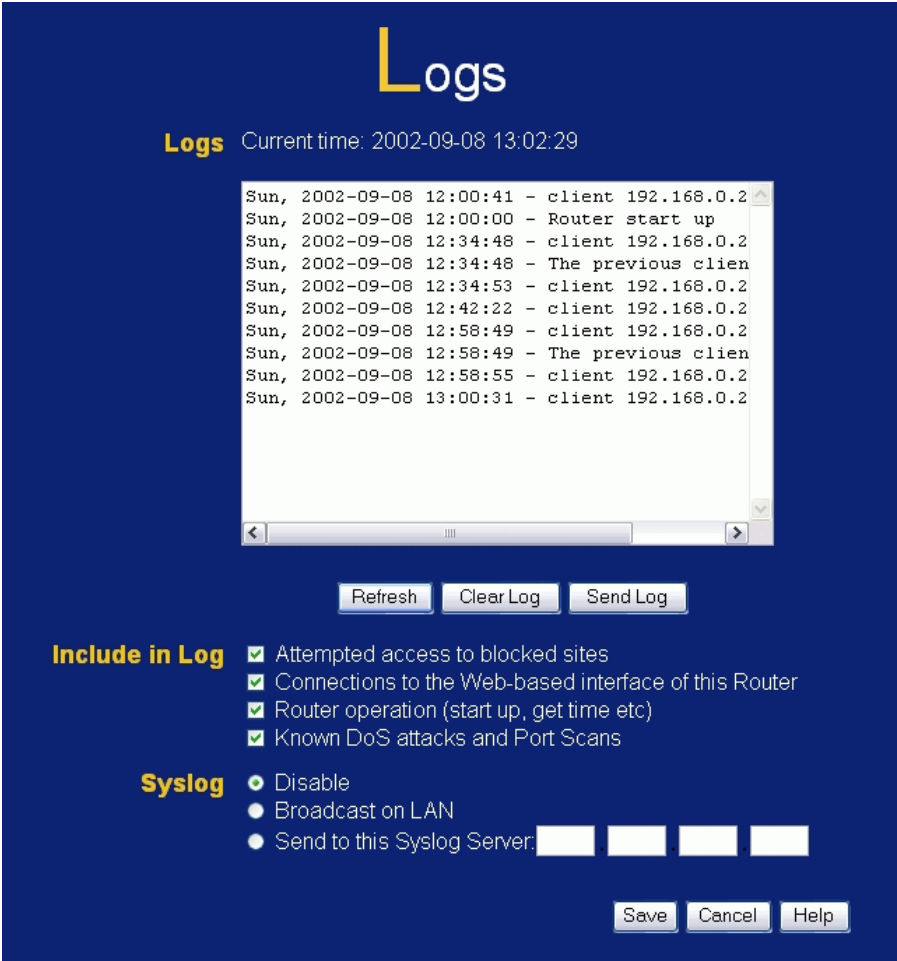 Logs
Logs Current time: 2002-09-08 13:02:29
Sun, 2002-09-08 12:00:41 - client 192.168.0.2
Sun, 2002-09-08 12:00:00 - Router start up
Sun, 2002-09-08 12:34:48 - client 192.168.0.2
Sun, 2002-09-08 12:34:48 - The previous clien
Sun, 2002-09-08 12:34:53 - client 192.168.0.2
Sun, 2002-09-08 12:42:22 - client 192.168.0.2
Sun, 2002-09-08 12:58:49 - client 192.168.0.2
Sun, 2002-09-08 12:58:49 - The previous clien
Sun, 2002-09-08 12:58:55 - client 192.168.0.2
Sun, 2002-09-08 13:00:31 - client 192.168.0.2
Refresh Clear Log Send Log
Include in Log Attempted access to blocked sites
Connections to the Web-based interface of this Router
Router operation (start up, get time etc)
Known DoS attacks and Port Scans
Syslog Disable
Broadcast on LAN
Send to this Syslog Server: . . .
Save Cancel Help